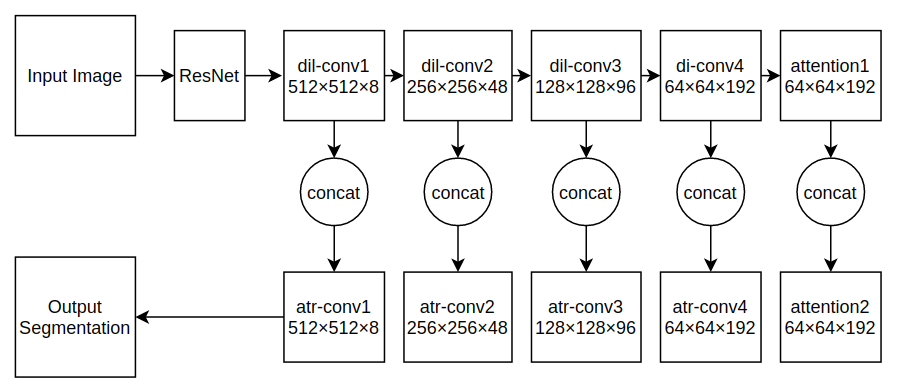 Input Image
ResNet
dil-conv1
512×512×8
dil-conv2
256×256×48
dil-conv3
128×128×96
di-conv4
64×64×192
attention1
64×64×192
concat
concat
concat
concat
concat
Output
Segmentation
atr-conv1
512×512×8
atr-conv2
256×256×48
atr-conv3
128×128×96
atr-conv4
64×64×192
attention2
64×64×192